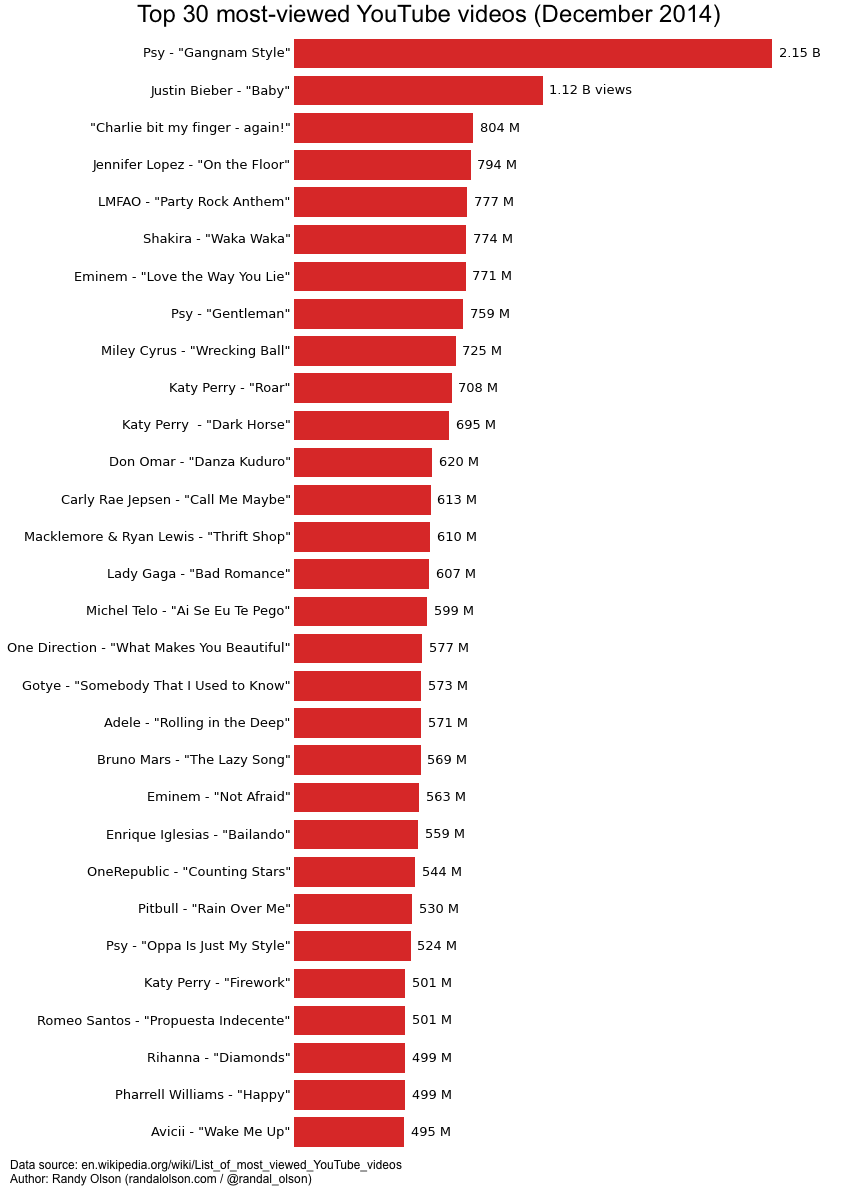 Top 30 most-viewed YouTube videos (December 2014)
Psy - "Gangnam Style" 2.15 B
Justin Bieber - "Baby" 1.12 B views
"Charlie bit my finger - again!" 804 M
Jennifer Lopez - "On the Floor" 794 M
LMFAO - "Party Rock Anthem" 777 M
Shakira - "Waka Waka" 774 M
Eminem - "Love the Way You Lie" 771 M
Psy - "Gentleman" 759 M
Miley Cyrus - "Wrecking Ball" 725 M
Katy Perry - "Roar" 708 M
Katy Perry  - "Dark Horse" 695 M
Don Omar - "Danza Kuduro" 620 M
Carly Rae Jepsen - "Call Me Maybe" 613 M
Macklemore & Ryan Lewis - "Thrift Shop" 610 M
Lady Gaga - "Bad Romance" 607 M
Michel Telo - "Ai Se Eu Te Pego" 599 M
One Direction - "What Makes You Beautiful" 577 M
Gotye - "Somebody That I Used to Know" 573 M
Adele - "Rolling in the Deep" 571 M
Bruno Mars - "The Lazy Song" 569 M
Eminem - "Not Afraid" 563 M
Enrique Iglesias - "Bailando" 559 M
OneRepublic - "Counting Stars" 544 M
Pitbull - "Rain Over Me" 530 M
Psy - "Oppa Is Just My Style" 524 M
Katy Perry - "Firework" 501 M
Romeo Santos - "Propuesta Indecente" 501 M
Rihanna - "Diamonds" 499 M
Pharrell Williams - "Happy" 499 M
Avicii - "Wake Me Up" 495 M
Data source: en.wikipedia.org/wiki/List_of_most_viewed_YouTube_videos
Author: Randy Olson (randalolson.com / @randal_olson)